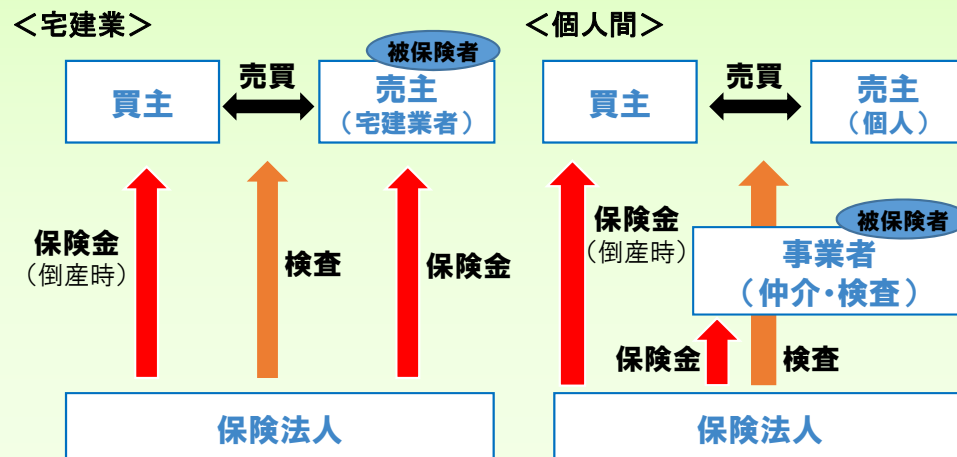 ＜宅建業＞
被保険者
買主
売買
売主
（宅建業者）
保険金
（倒産時）
検査
保険金
保険法人
＜個人間＞
買主
売買
売主
（個人）
保険金
（倒産時）
被保険者
事業者
（仲介・検査）
保険金
検査
保険法人